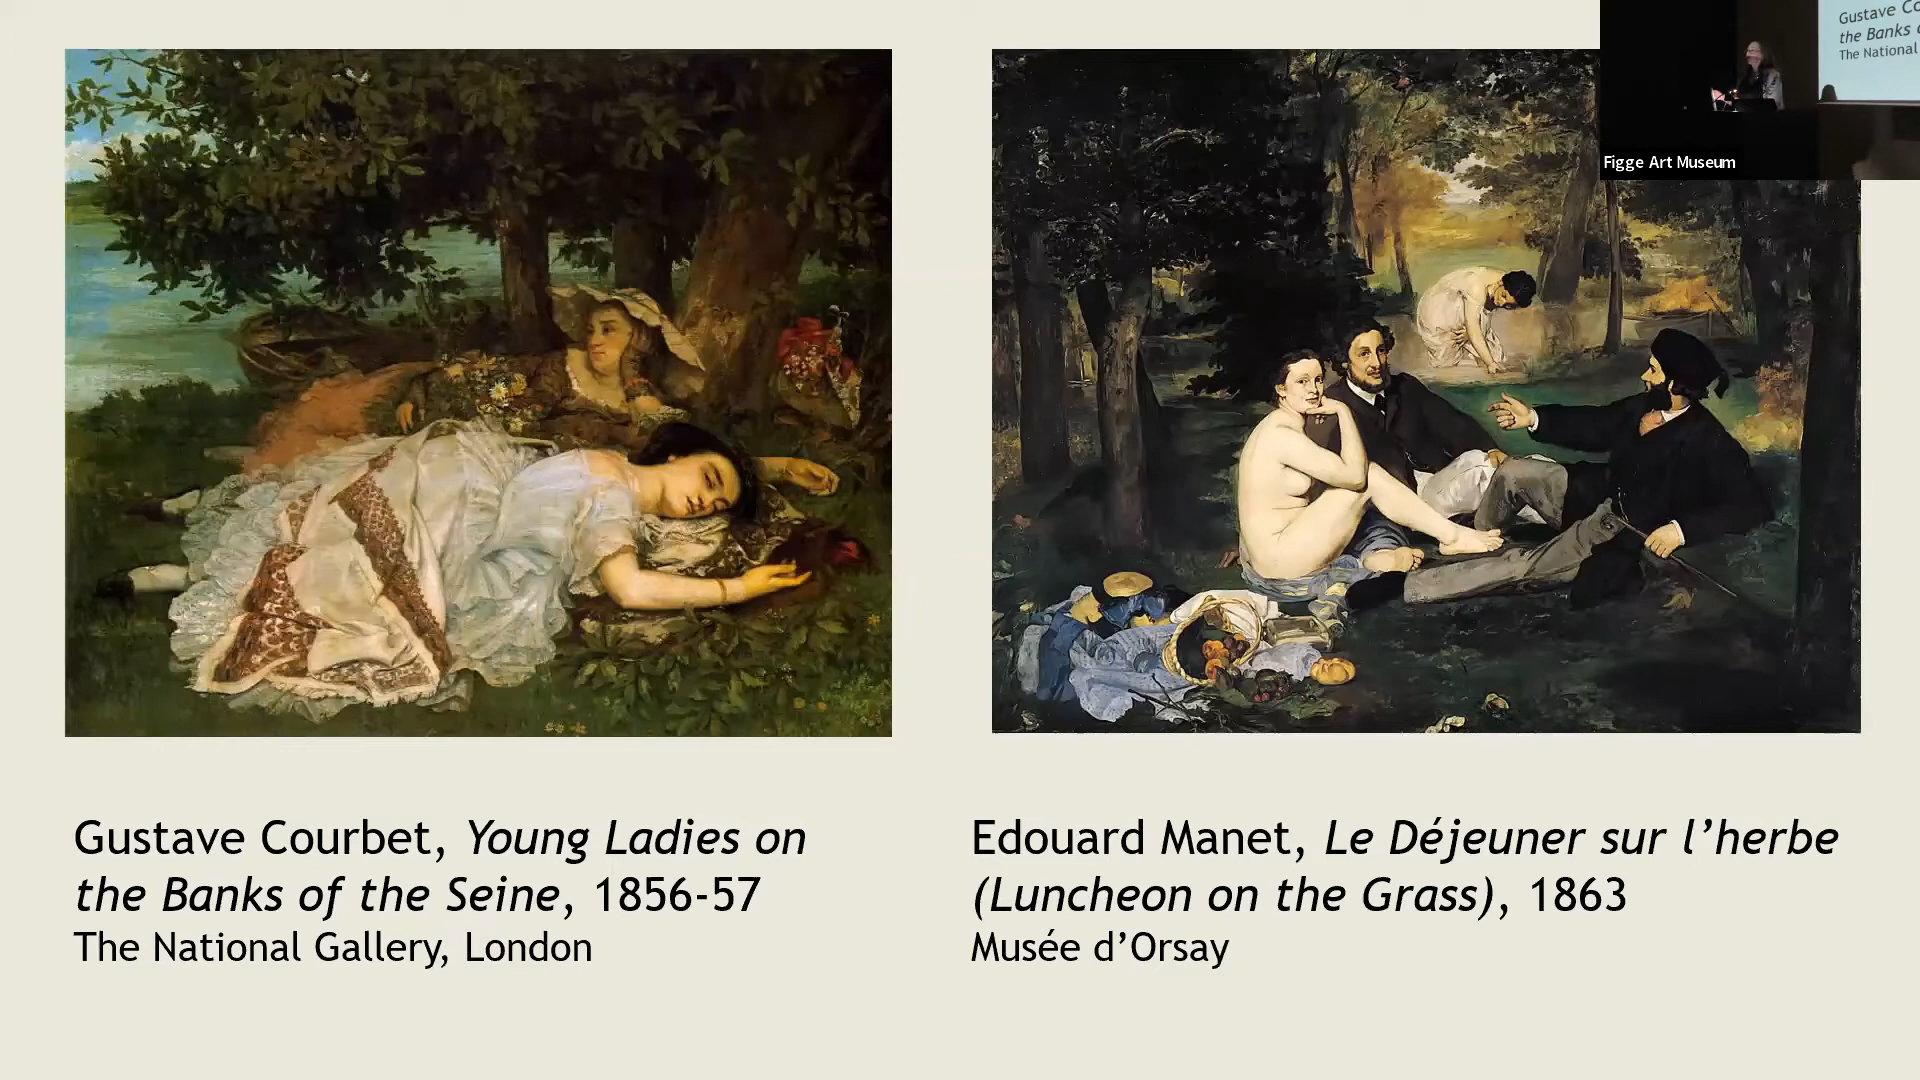 Gustave Courbet, Young Ladies on
the Banks of the Seine, 1856-57
The National Gallery, London
Edouard Manet, Le Déjeuner sur l’herbe
(Luncheon on the Grass), 1863
Musée d’Orsay
Gustave Co
the Banks
The National
Figge Art Museum